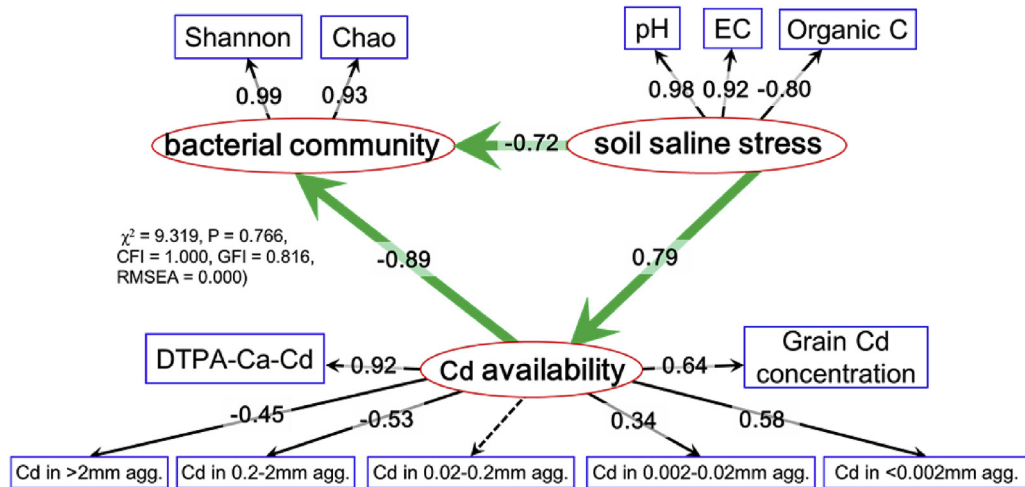 Shannon
Chao
pH
EC
Organic C
0.99
0.93
0.98
0.92
-0.80
bacterial community
-0.72
soil saline stress
χ² = 9.319, P = 0.766,
CFI = 1.000, GFI = 0.816,
RMSEA = 0.000)
-0.89
0.79
DTPA-Ca-Cd
0.92
Cd availability
0.64
Grain Cd
concentration
-0.45
-0.53
0.34
0.58
Cd in >2mm agg.
Cd in 0.2-2mm agg.
Cd in 0.02-0.2mm agg.
Cd in 0.002-0.02mm agg.
Cd in <0.002mm agg.